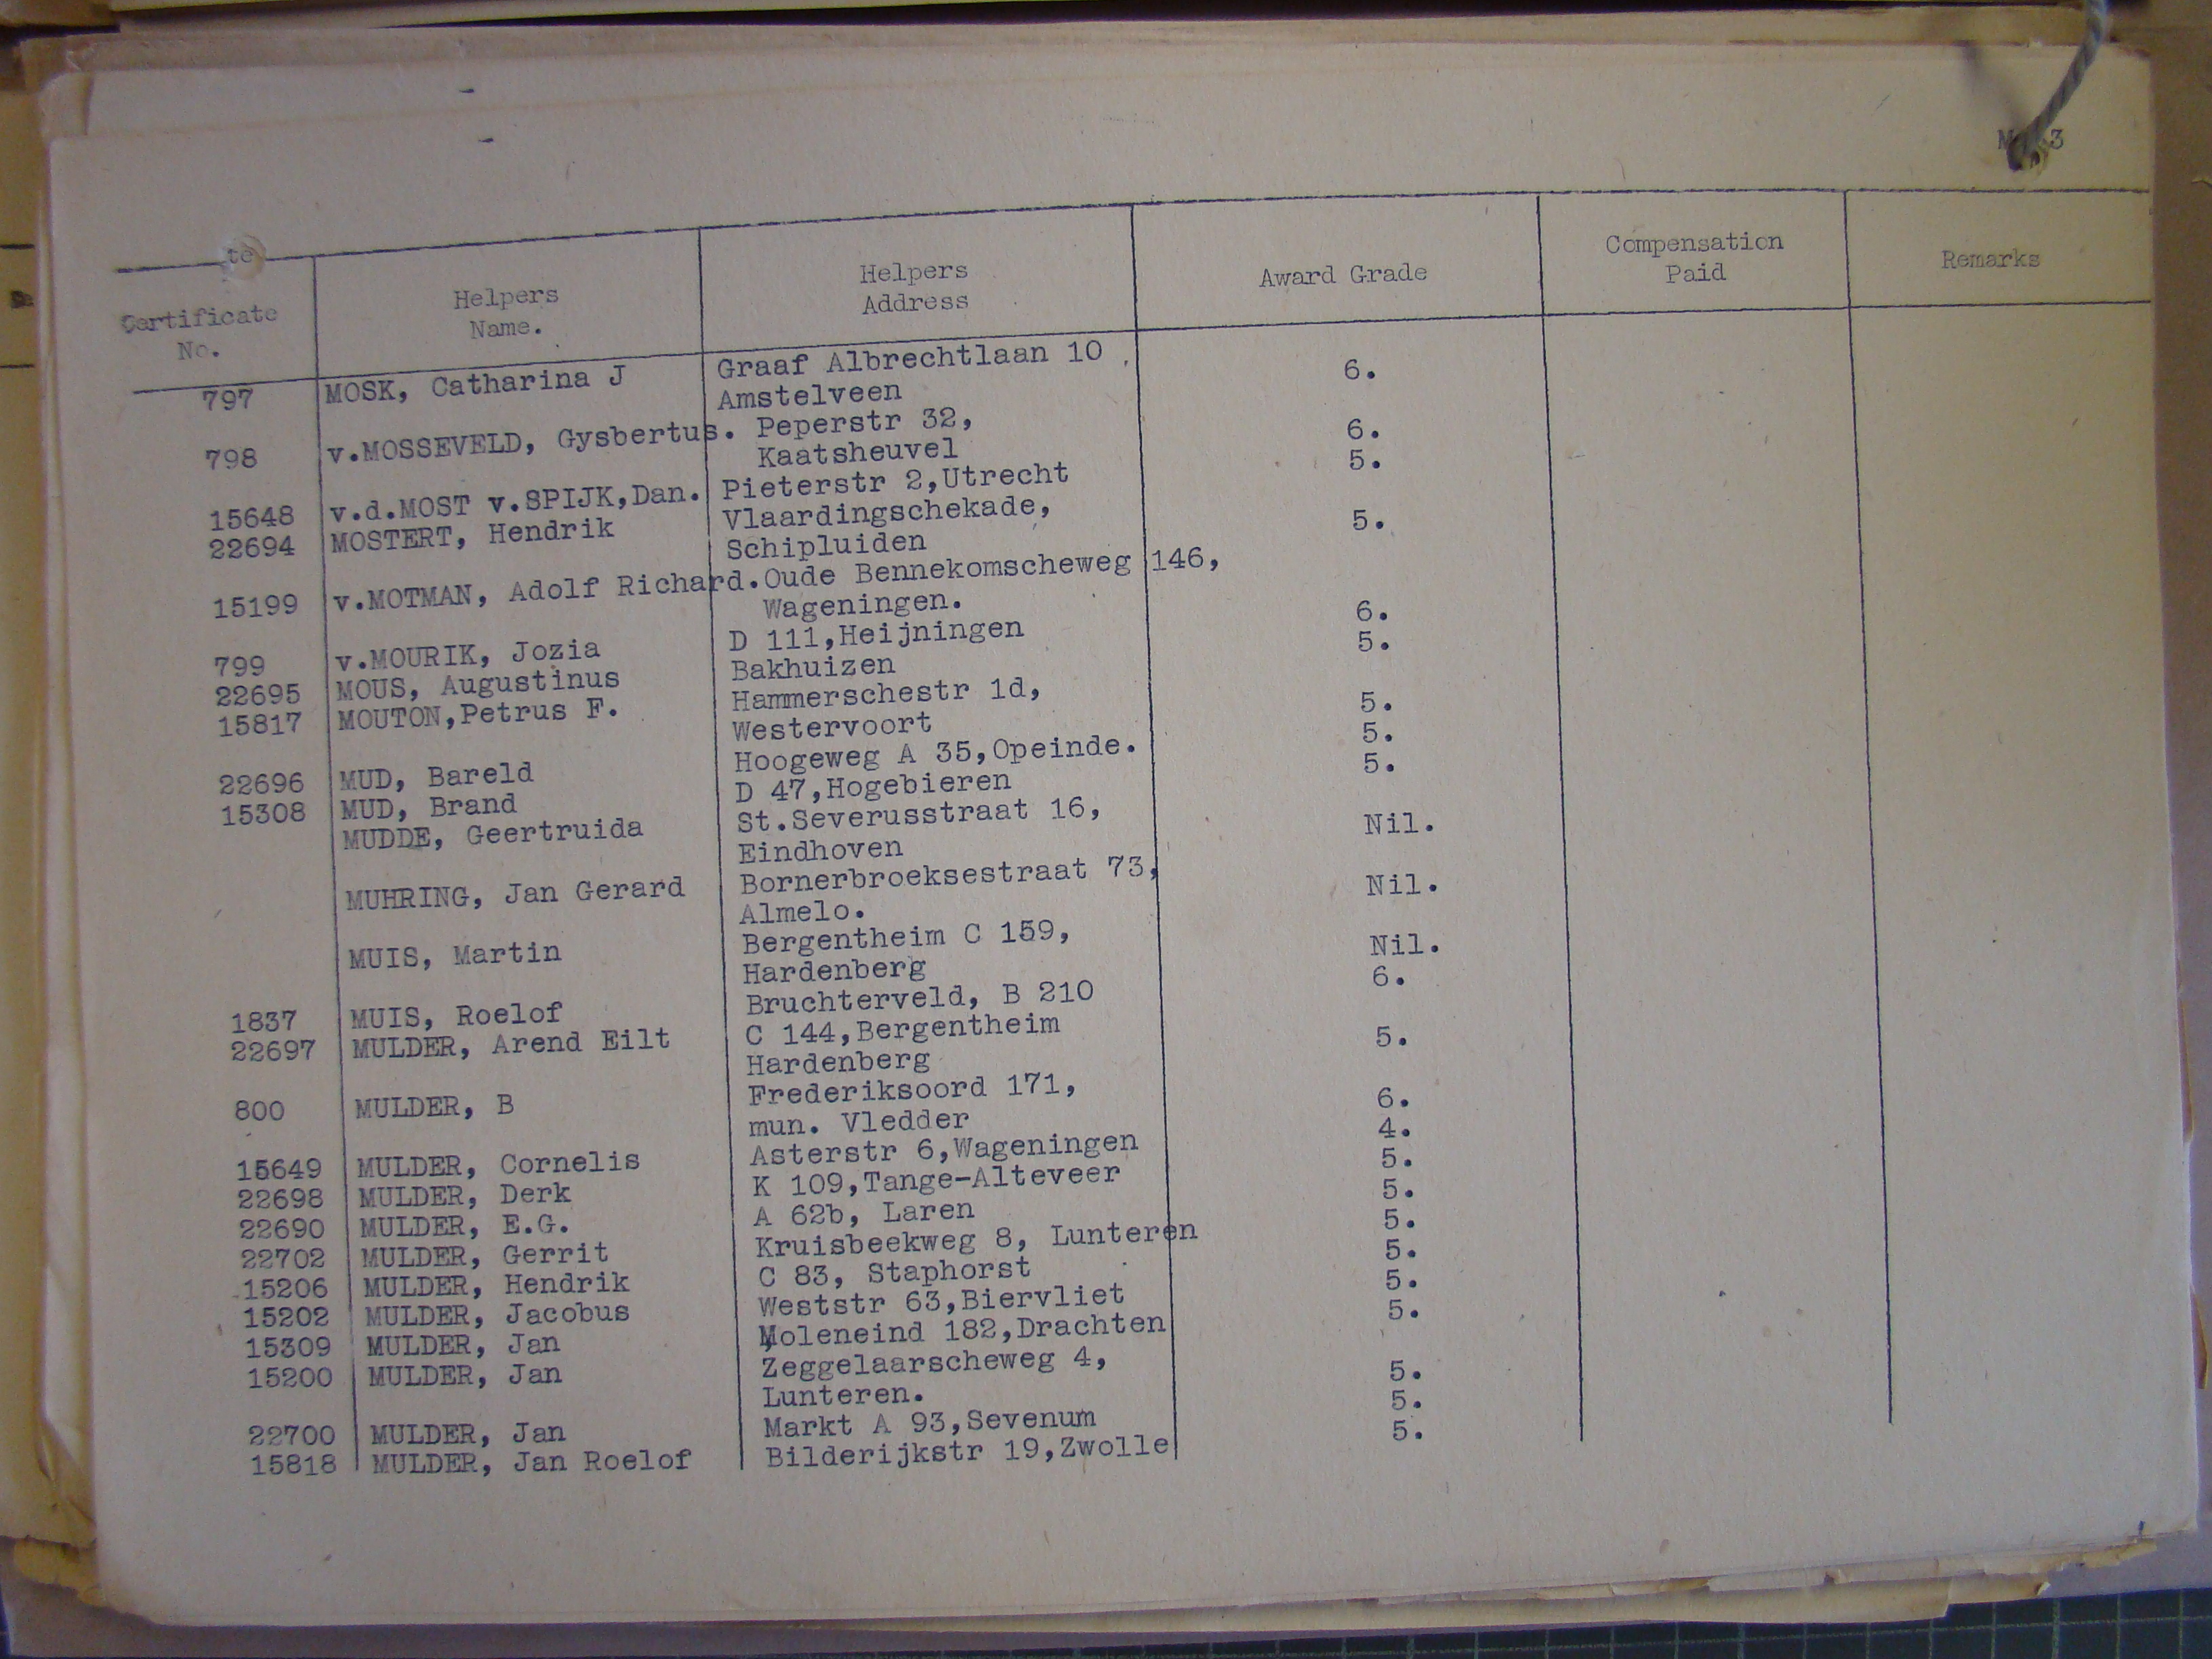 M 3
te
Certificate No.
Helpers Name.
Helpers Address
Award Grade
Compensation Paid
Remarks
797 MOSK, Catharina J Graaf Albrechtlaan 10
Amstelveen 6.
798 v.MOSSEVELD, Gysbertus. Peperstr 32,
Kaatsheuvel 6.
15648 v.d.MOST v.SPIJK,Dan. Pieterstr 2,Utrecht 5.
22694 MOSTERT, Hendrik Vlaardingschekade,
Schipluiden 5.
15199 v.MOTMAN, Adolf Richard.Oude Bennekomscheweg 146,
Wageningen.
799 v.MOURIK, Jozia D 111,Heijningen 6.
22695 MOUS, Augustinus Bakhuizen 5.
15817 MOUTON,Petrus F. Hammerschestr 1d,
Westervoort 5.
22696 MUD, Bareld Hoogeweg A 35,Opeinde. 5.
15308 MUD, Brand D 47,Hogebieren 5.
MUDDE, Geertruida St.Severusstraat 16,
Eindhoven Nil.
MUHRING, Jan Gerard Bornerbroeksestraat 73,
Almelo. Nil.
MUIS, Martin Bergentheim C 159,
Hardenberg Nil.
1837 MUIS, Roelof Bruchterveld, B 210 6.
22697 MULDER, Arend Eilt C 144,Bergentheim
Hardenberg 5.
800 MULDER, B Frederiksoord 171,
mun. Vledder 6.
15649 MULDER, Cornelis Asterstr 6,Wageningen 4.
22698 MULDER, Derk K 109,Tange-Alteveer 5.
22690 MULDER, E.G. A 62b, Laren 5.
22702 MULDER, Gerrit Kruisbeekweg 8, Lunteren 5.
15206 MULDER, Hendrik C 83, Staphorst 5.
15202 MULDER, Jacobus Weststr 63,Biervliet 5.
15309 MULDER, Jan Moleneind 182,Drachten 5.
15200 MULDER, Jan Zeggelaarscheweg 4,
Lunteren. 5.
22700 MULDER, Jan Markt A 93,Sevenum 5.
15818 MULDER, Jan Roelof Bilderijkstr 19,Zwolle 5.